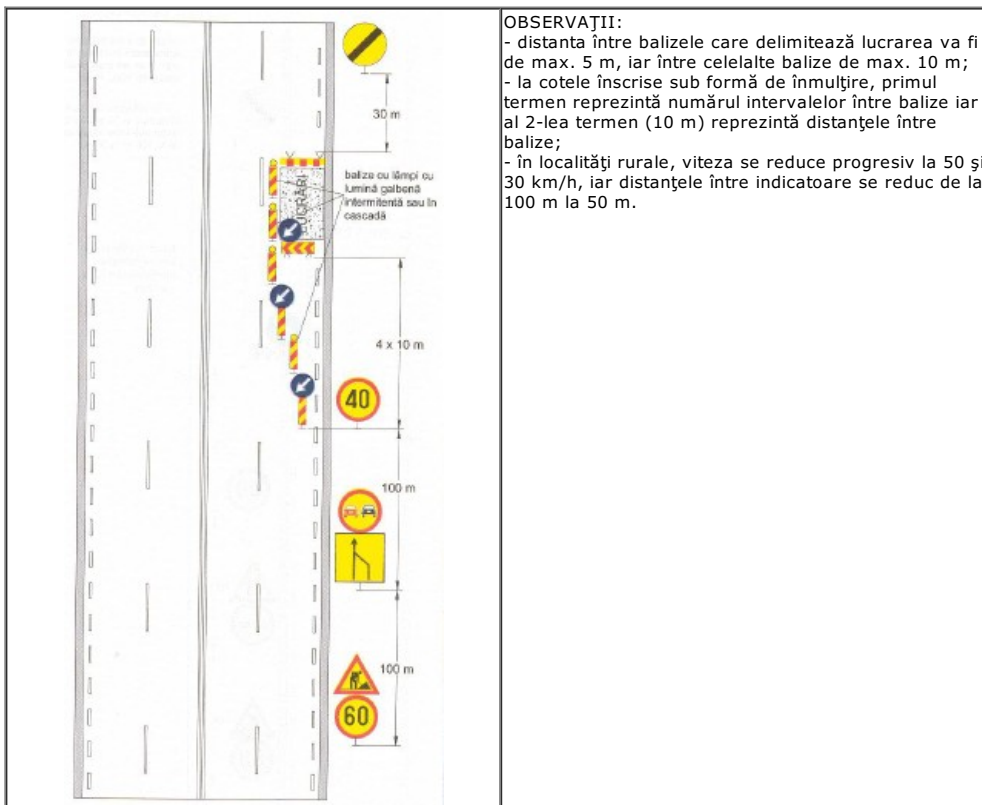 30 m
balize cu lămpi cu
lumină galbenă
intermitentă sau în
cascadă
LUCRĂRI
4 x 10 m
40
100 m
100 m
60
OBSERVAŢII:
- distanta între balizele care delimitează lucrarea va fi
de max. 5 m, iar între celelalte balize de max. 10 m;
- la cotele înscrise sub formă de înmulţire, primul
termen reprezintă numărul intervalelor între balize iar
al 2-lea termen (10 m) reprezintă distanţele între
balize;
- în localităţi rurale, viteza se reduce progresiv la 50 şi
30 km/h, iar distanţele între indicatoare se reduc de la
100 m la 50 m.